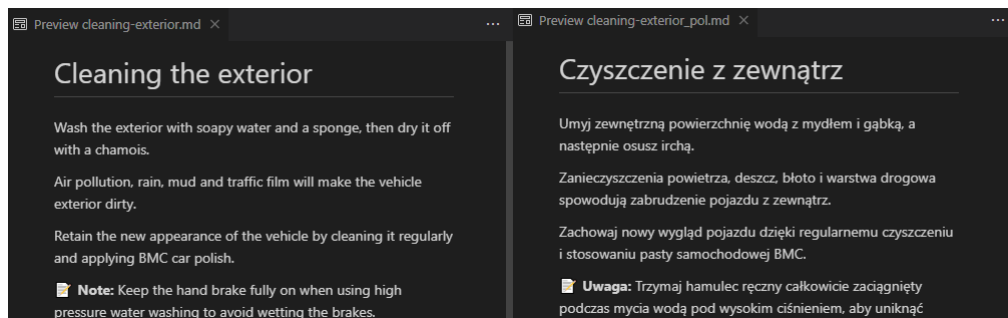 Preview cleaning-exterior.md
Cleaning the exterior
Wash the exterior with soapy water and a sponge, then dry it off
with a chamois.
Air pollution, rain, mud and traffic film will make the vehicle
exterior dirty.
Retain the new appearance of the vehicle by cleaning it regularly
and applying BMC car polish.
📝 Note: Keep the hand brake fully on when using high
pressure water washing to avoid wetting the brakes.
Preview cleaning-exterior_pol.md
Czyszczenie z zewnątrz
Umyj zewnętrzną powierzchnię wodą z mydłem i gąbką, a
następnie osusz irchą.
Zanieczyszczenia powietrza, deszcz, błoto i warstwa drogowa
spowodują zabrudzenie pojazdu z zewnątrz.
Zachowaj nowy wygląd pojazdu dzięki regularnemu czyszczeniu
i stosowaniu pasty samochodowej BMC.
📝 Uwaga: Trzymaj hamulec ręczny całkowicie zaciągnięty
podczas mycia wodą pod wysokim ciśnieniem, aby uniknąć